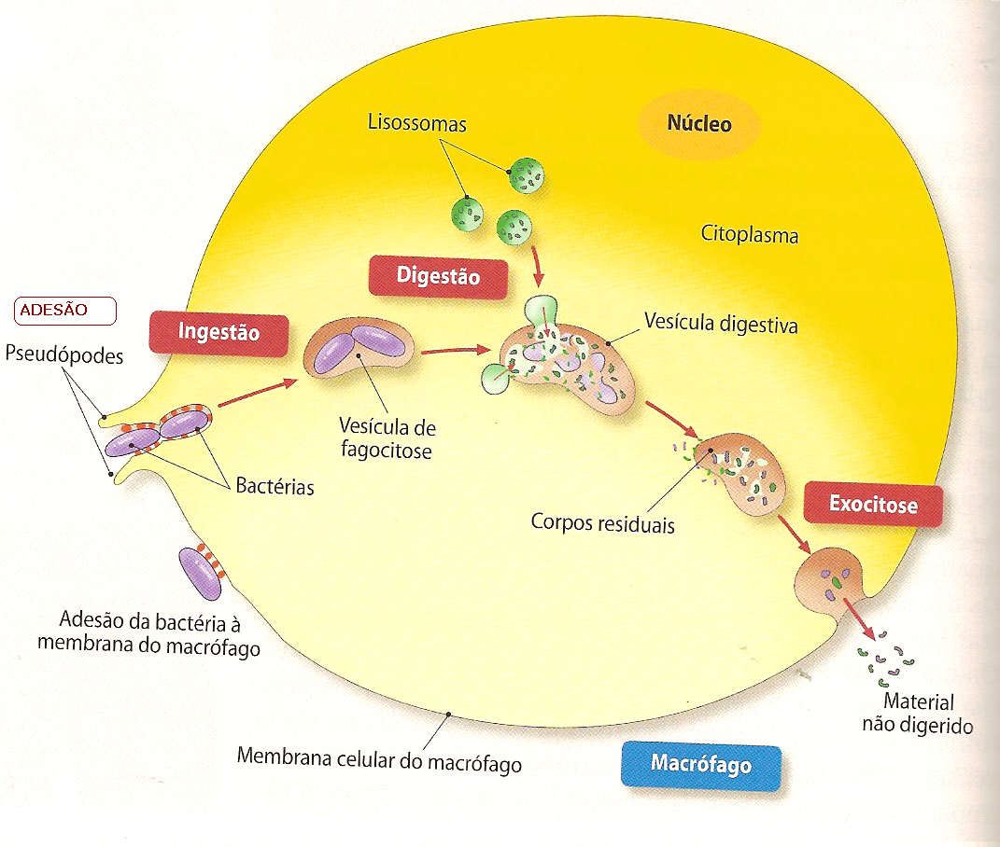 Lisossomas
Núcleo
Citoplasma
Digestão
ADESÃO
Ingestão
Vesícula digestiva
Pseudópodes
Vesícula de
fagocitose
Bactérias
Exocitose
Corpos residuais
Adesão da bactéria à
membrana do macrófago
Material
não digerido
Membrana celular do macrófago
Macrófago